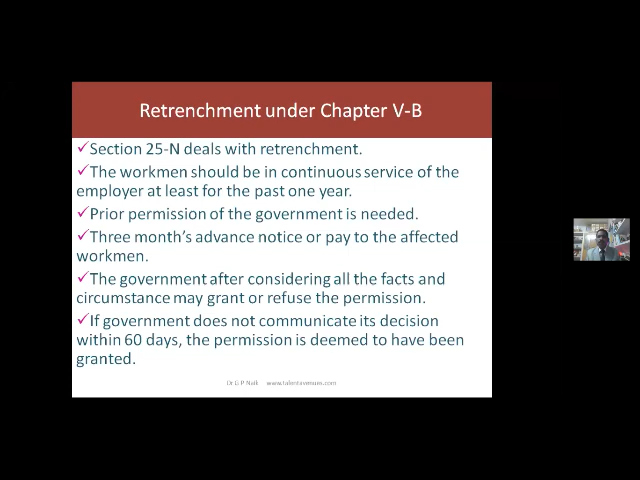 Retrenchment under Chapter V-B
✓Section 25-N deals with retrenchment.
✓The workmen should be in continuous service of the
employer at least for the past one year.
✓Prior permission of the government is needed.
✓Three month's advance notice or pay to the affected
workmen.
✓The government after considering all the facts and
circumstance may grant or refuse the permission.
✓If government does not communicate its decision
within 60 days, the permission is deemed to have been
granted.
Dr G P Naik www.talentavenues.com